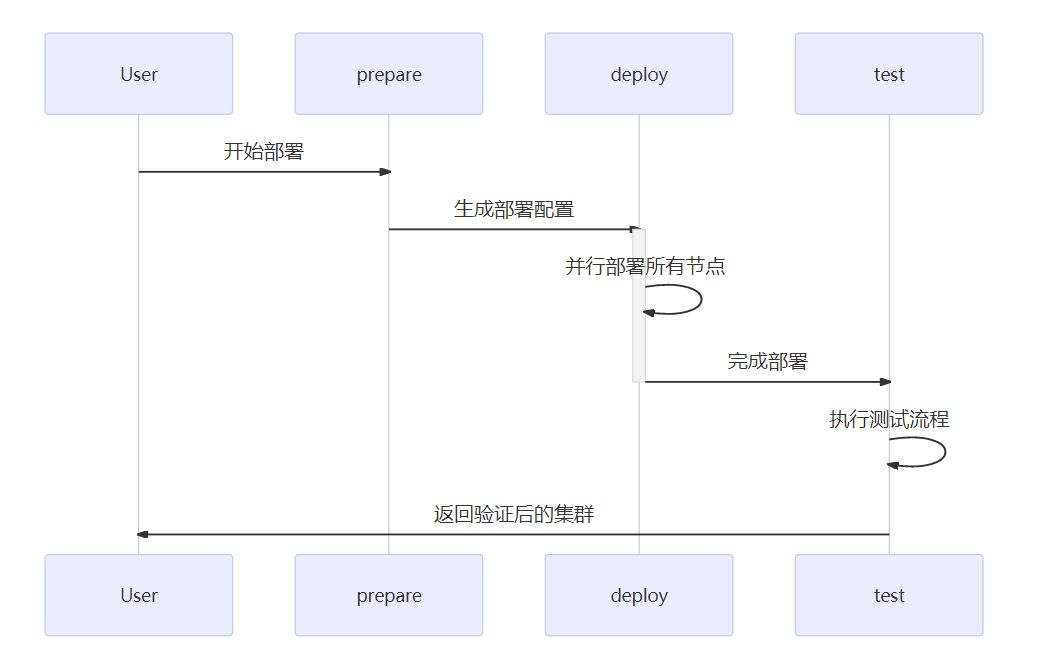 User
prepare
deploy
test
开始部署
生成部署配置
并行部署所有节点
完成部署
执行测试流程
返回验证后的集群
User
prepare
deploy
test